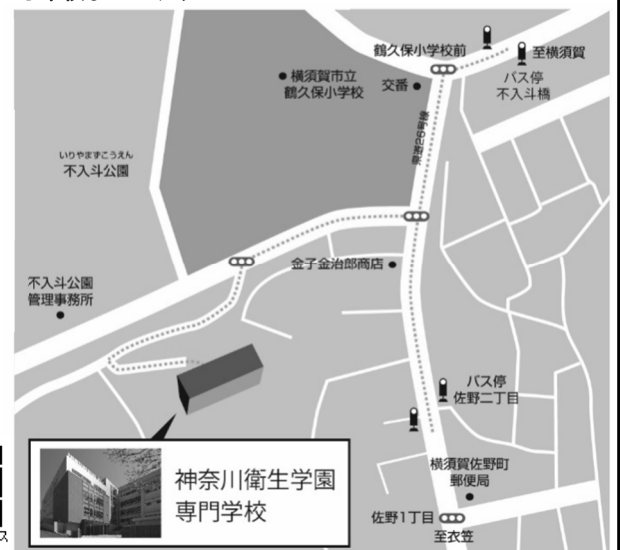 鶴久保小学校前
至横須賀
バス停
不入斗橋
横須賀市立
鶴久保小学校
交番
県道26号線
いりやまずこうえん
不入斗公園
金子金治郎商店
不入斗公園
管理事務所
バス停
佐野二丁目
横須賀佐野町
郵便局
佐野1丁目
至衣笠
神奈川衛生学園
専門学校
ス